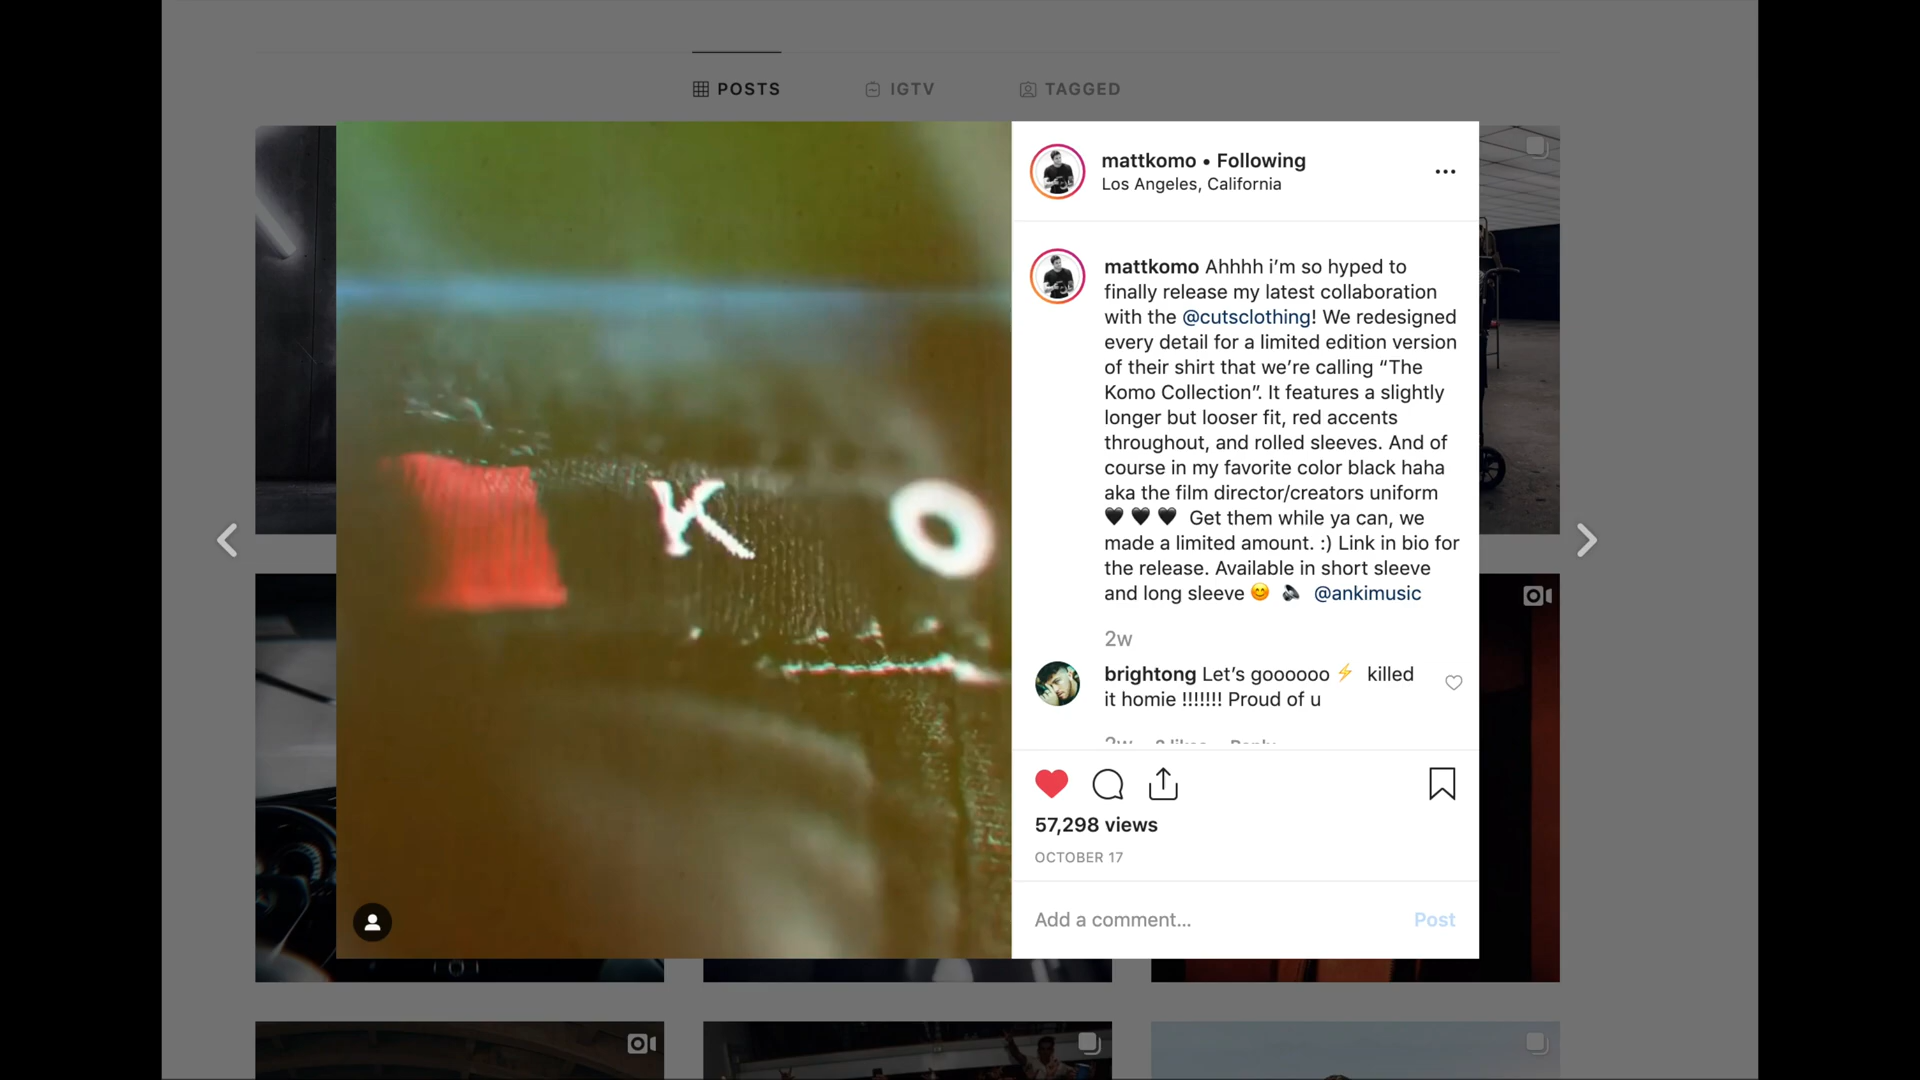 POSTS
IGTV
TAGGED
mattkomo • Following
Los Angeles, California
mattkomo Ahhhh i’m so hyped to
finally release my latest collaboration
with the @cutsclothing! We redesigned
every detail for a limited edition version
of their shirt that we’re calling “The
Komo Collection”. It features a slightly
longer but looser fit, red accents
throughout, and rolled sleeves. And of
course in my favorite color black haha
aka the film director/creators uniform
🖤 🖤 🖤 Get them while ya can, we
made a limited amount. :) Link in bio for
the release. Available in short sleeve
and long sleeve 😊 🔈 @ankimusic
2w
brightong Let’s goooooo ⚡ killed
it homie !!!!!!! Proud of u
57,298 views
OCTOBER 17
Add a comment...
Post
K O